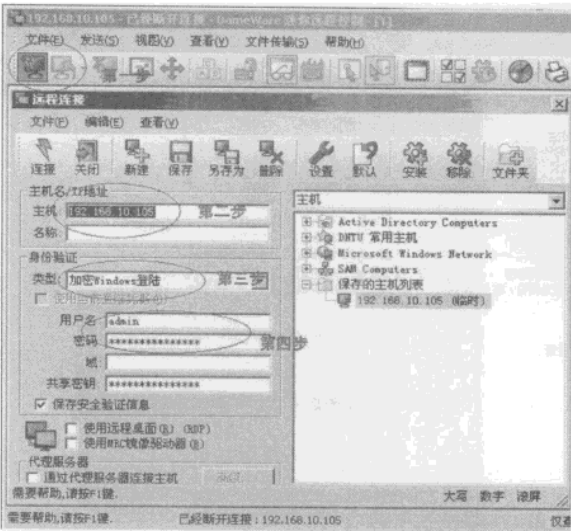 192.168.10.105 - 已经断开连接 - DameWare 迷你远程控制 -
文件(F) 发送(S) 视图(V) 查看(V) 文件传输(S) 帮助(H)
第一步
远程连接
文件(F) 编辑(E) 查看(V)
连接 关闭 新建 保存 另存为 删除 设置 默认 安装 移除 文件夹
主机名/IP地址
主机: 192.168.10.105 第二步
名称:
身份验证
类型: 加密Windows登陆 第三步
用户名: admin
密码: *************** 第四步
域:
共享密钥: ***************
保存安全验证信息
使用远程桌面(R) (RDP)
使用MRC镜像驱动器(R)
代理服务器
通过代理服务器连接主机
需要帮助,请按F1键.
主机
Active Directory Computers
DNTU 常用主机
Microsoft Windows Network
SAM Computers
保存的主机列表
192.168.10.105 (临时)
大写 数字 滚屏
需要帮助,请按F1键. 已经断开连接:192.168.10.105